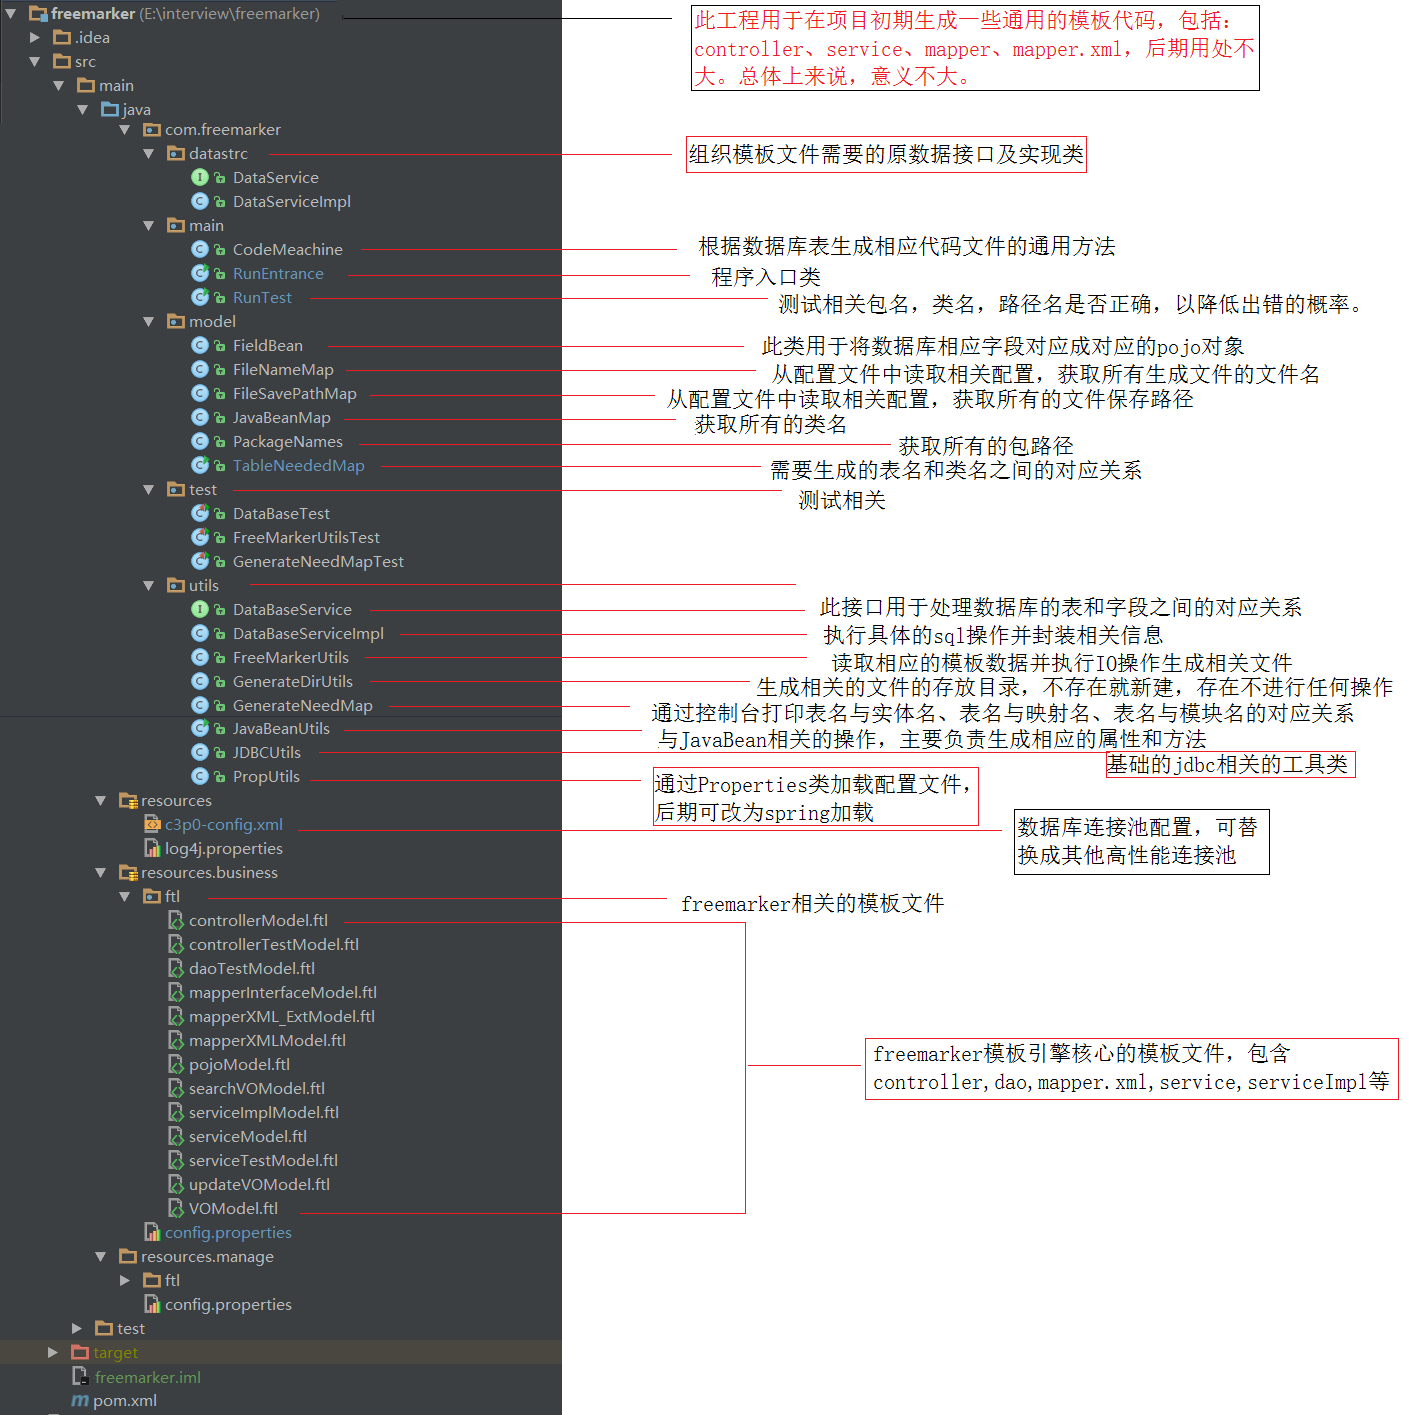 freemarker (E:\interview\freemarker)
此工程用于在项目初期生成一些通用的模板代码，包括：
controller、service、mapper、mapper.xml，后期用处不
大。总体上来说，意义不大。
.idea
src
main
java
com.freemarker
datastrc
组织模板文件需要的原数据接口及实现类
DataService
DataServiceImpl
main
CodeMeachine
根据数据库表生成相应代码文件的通用方法
RunEntrance
程序入口类
RunTest
测试相关包名，类名，路径名是否正确，以降低出错的概率。
model
FieldBean
此类用于将数据库相应字段对应成对应的pojo对象
FileNameMap
从配置文件中读取相关配置，获取所有生成文件的文件名
FileSavePathMap
从配置文件中读取相关配置，获取所有的文件保存路径
JavaBeanMap
获取所有的类名
PackageNames
获取所有的包路径
TableNeededMap
需要生成的表名和类名之间的对应关系
test
测试相关
DataBaseTest
FreeMarkerUtilsTest
GenerateNeedMapTest
utils
DataBaseService
此接口用于处理数据库的表和字段之间的对应关系
DataBaseServiceImpl
执行具体的sql操作并封装相关信息
FreeMarkerUtils
读取相应的模板数据并执行IO操作生成相关文件
GenerateDirUtils
生成相关的文件的存放目录，不存在就新建，存在不进行任何操作
GenerateNeedMap
通过控制台打印表名与实体名、表名与映射名、表名与模块名的对应关系
JavaBeanUtils
与JavaBean相关的操作，主要负责生成相应的属性和方法
JDBCUtils
基础的jdbc相关的工具类
PropUtils
通过Properties类加载配置文件，
后期可改为spring加载
resources
c3p0-config.xml
数据库连接池配置，可替
换成其他高性能连接池
log4j.properties
resources.business
ftl
freemarker相关的模板文件
controllerModel.ftl
controllerTestModel.ftl
daoTestModel.ftl
mapperInterfaceModel.ftl
mapperXML_ExtModel.ftl
mapperXMLModel.ftl
freemarker模板引擎核心的模板文件，包含
controller,dao,mapper.xml,service,serviceImpl等
pojoModel.ftl
searchVOModel.ftl
serviceImplModel.ftl
serviceModel.ftl
serviceTestModel.ftl
updateVOModel.ftl
VOModel.ftl
config.properties
resources.manage
ftl
config.properties
test
target
freemarker.iml
pom.xml